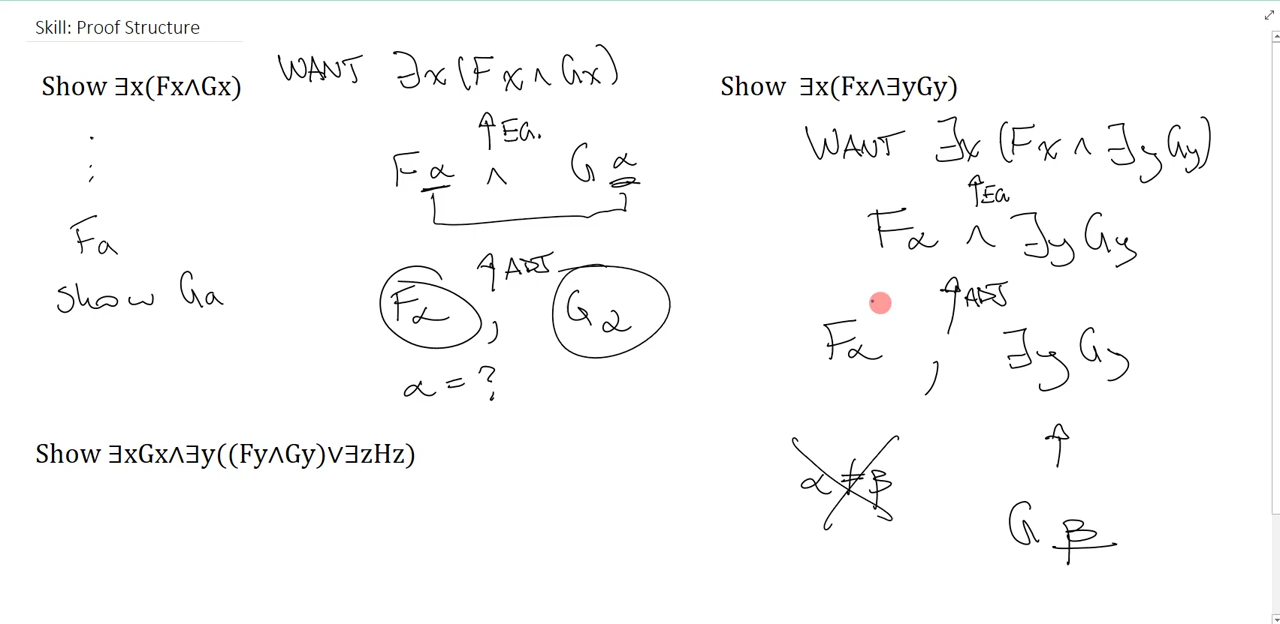 Skill: Proof Structure
Show ∃x(Fx∧Gx)
WANT ∃x(Fx∧Gx)
↑EG.
Fα ∧ Gα
↑ADJ
Fα, Gα
α = ?
:
:
Fa
Show Ga
Show ∃x(Fx∧∃yGy)
WANT ∃x(Fx∧∃yGy)
↑EG
Fα ∧ ∃yGy
↑ADJ
Fα , ∃yGy
↑
α≠β
Gβ
Show ∃xGx∧∃y((Fy∧Gy)∨∃zHz)